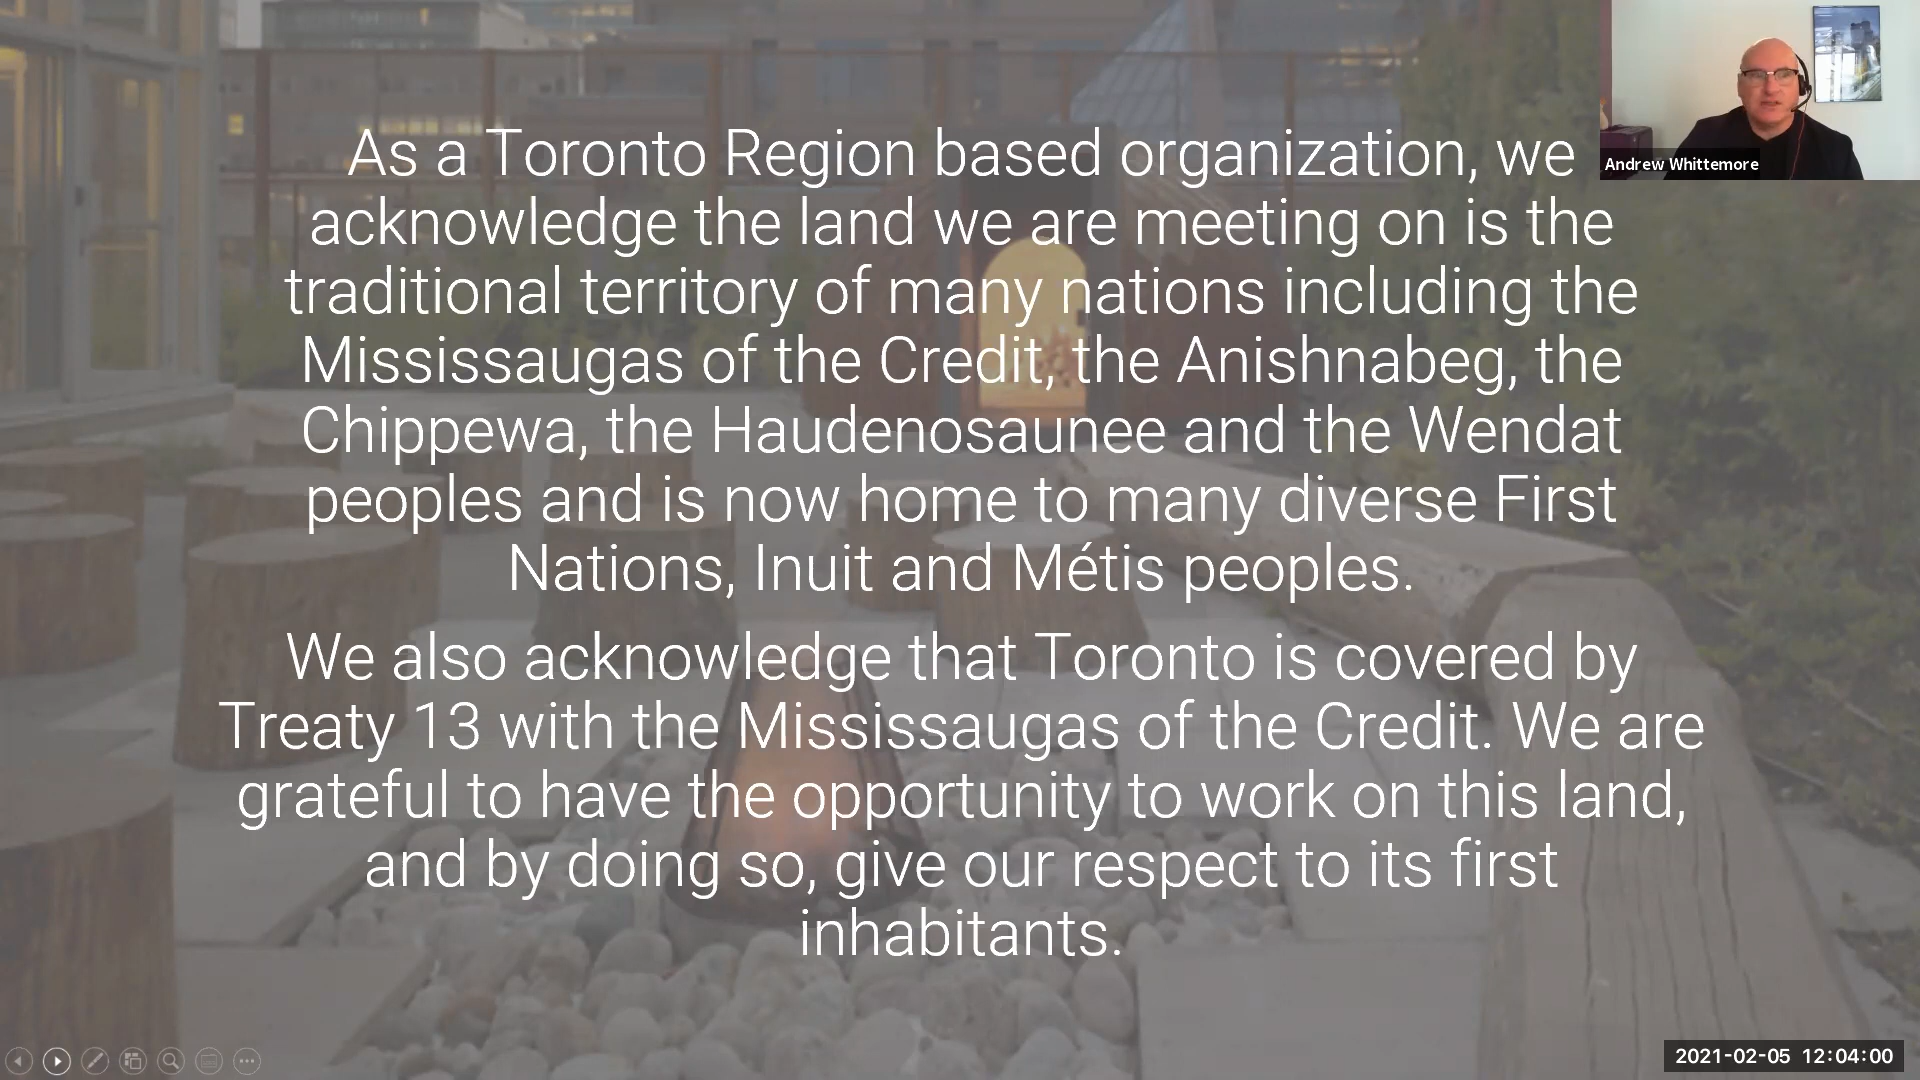 As a Toronto Region based organization, we
acknowledge the land we are meeting on is the
traditional territory of many nations including the
Mississaugas of the Credit, the Anishnabeg, the
Chippewa, the Haudenosaunee and the Wendat
peoples and is now home to many diverse First
Nations, Inuit and Métis peoples.
We also acknowledge that Toronto is covered by
Treaty 13 with the Mississaugas of the Credit. We are
grateful to have the opportunity to work on this land,
and by doing so, give our respect to its first
inhabitants.
Andrew Whittemore
2021-02-05 12:04:00